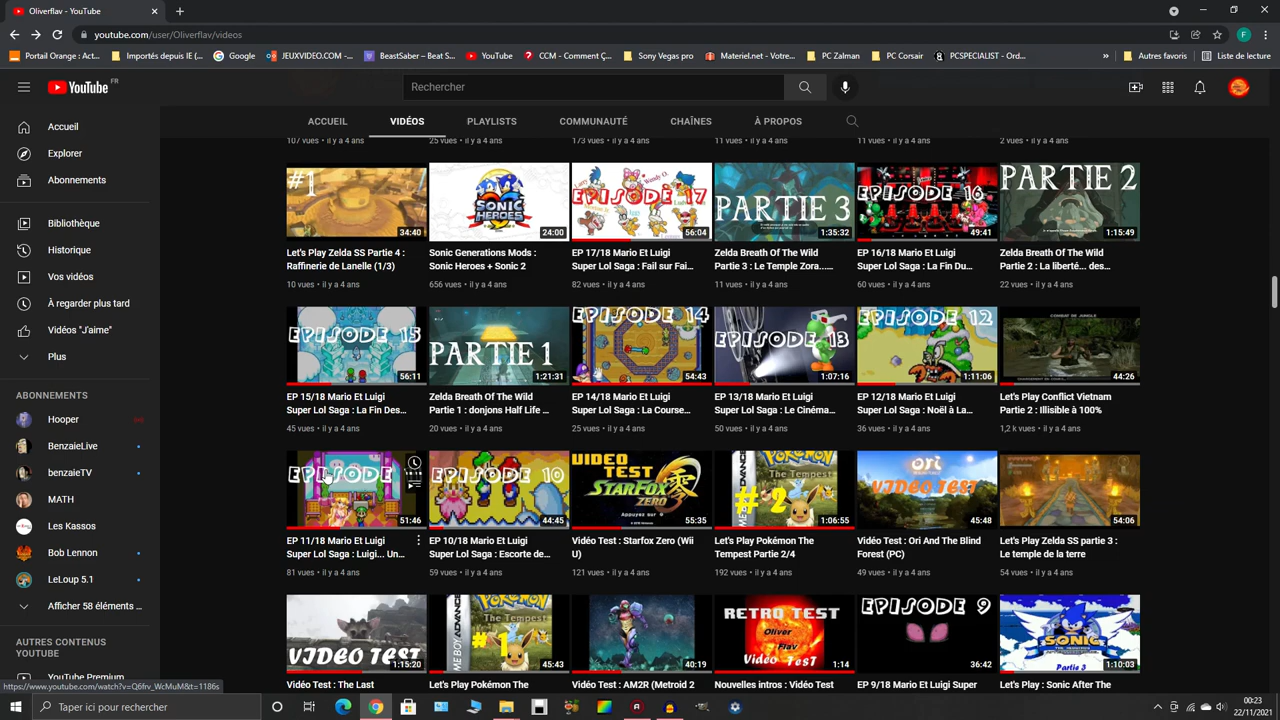 Oliverflav - YouTube
youtube.com/user/Oliverflav/videos
Portail Orange : Act...
Importés depuis IE (...
Google
JEUXVIDEO.COM - ...
BeastSaber – Beat S...
YouTube
CCM - Comment Ç...
Sony Vegas pro
Materiel.net - Votre...
PC Zalman
PC Corsair
PCSPECIALIST - Ord...
»
Autres favoris
Liste de lecture
YouTube FR
Rechercher
ACCUEIL VIDÉOS PLAYLISTS COMMUNAUTÉ CHAÎNES À PROPOS
Accueil
Explorer
Abonnements
Bibliothèque
Historique
Vos vidéos
À regarder plus tard
Vidéos "J'aime"
Plus
ABONNEMENTS
Hooper
BenzaieLive
benzaieTV
MATH
Les Kassos
Bob Lennon
LeLoup 5.1
Afficher 58 éléments ...
AUTRES CONTENUS
YOUTUBE
YouTube Premium
107 vues • il y a 4 ans
25 vues • il y a 4 ans
173 vues • il y a 4 ans
11 vues • il y a 4 ans
11 vues • il y a 4 ans
2 vues • il y a 4 ans
#1
34:40
Let's Play Zelda SS Partie 4 :
Raffinerie de Lanelle (1/3)
10 vues • il y a 4 ans
SONIC
HEROES
24:00
Sonic Generations Mods :
Sonic Heroes + Sonic 2
656 vues • il y a 4 ans
EPISODE 17
56:04
EP 17/18 Mario Et Luigi
Super Lol Saga : Fail sur Fai...
82 vues • il y a 4 ans
PARTIE 3
1:35:32
Zelda Breath Of The Wild
Partie 3 : Le Temple Zora.....
11 vues • il y a 4 ans
EPISODE 16
49:41
EP 16/18 Mario Et Luigi
Super Lol Saga : La Fin Du...
60 vues • il y a 4 ans
PARTIE 2
1:15:49
Zelda Breath Of The Wild
Partie 2 : La liberté... des...
22 vues • il y a 4 ans
EPISODE 15
56:11
EP 15/18 Mario Et Luigi
Super Lol Saga : La Fin Des...
45 vues • il y a 4 ans
PARTIE 1
1:21:31
Zelda Breath Of The Wild
Partie 1 : donjons Half Life ...
20 vues • il y a 4 ans
EPISODE 14
54:43
EP 14/18 Mario Et Luigi
Super Lol Saga : La Course...
25 vues • il y a 4 ans
EPISODE 13
1:07:16
EP 13/18 Mario Et Luigi
Super Lol Saga : Le Cinéma...
50 vues • il y a 4 ans
EPISODE 12
1:11:06
EP 12/18 Mario Et Luigi
Super Lol Saga : Noël à La...
36 vues • il y a 4 ans
COMBAT DE JUNGLE
44:26
Let's Play Conflict Vietnam
Partie 2 : Illisible à 100%
1,2 k vues • il y a 4 ans
EPISODE
51:46
EP 11/18 Mario Et Luigi
Super Lol Saga : Luigi... Un...
81 vues • il y a 4 ans
EPISODE 10
44:45
EP 10/18 Mario Et Luigi
Super Lol Saga : Escorte de...
59 vues • il y a 4 ans
VIDEO
TEST
STARFOX
ZERO
Appuyez sur
55:35
Vidéo Test : Starfox Zero (Wii
U)
121 vues • il y a 4 ans
POKÉMON
The Tempest
# 2
1:06:55
Let's Play Pokémon The
Tempest Partie 2/4
192 vues • il y a 4 ans
ori
VIDEO TEST
45:48
Vidéo Test : Ori And The Blind
Forest (PC)
49 vues • il y a 4 ans
54:06
Let's Play Zelda SS partie 3 :
Le temple de la terre
54 vues • il y a 4 ans
VIDÉO TEST
1:15:20
Vidéo Test : The Last
GAME BOY ADVANCE
POKÉMON
The Tempest
#1
45:43
Let's Play Pokémon The
40:19
Vidéo Test : AM2R (Metroid 2
RETRO TEST
Oliver
Flav
Vidéo TesT
1:14
Nouvelles intros : Vidéo Test
EPISODE 9
36:42
EP 9/18 Mario Et Luigi Super
SONIC
Partie 3
1:10:03
Let's Play : Sonic After The
https://www.youtube.com/watch?v=Q6frv_WcMuM&t=1186s
Taper ici pour rechercher
00:23
22/11/2021